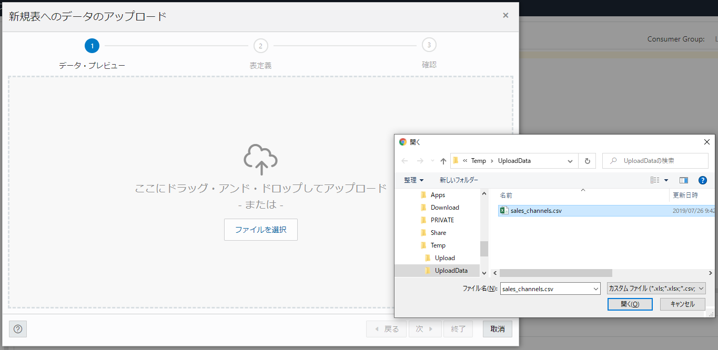 新規表へのデータのアップロード
×
Consumer Group:
1
2
3
データ・プレビュー
表定義
確認
ここにドラッグ・アンド・ドロップしてアップロード
- または -
ファイルを選択
?
戻る
次
終了
取消
開く
×
« Temp › UploadData
UploadDataの検索
整理
新しいフォルダー
?
Apps
Download
PRIVATE
Share
Temp
Upload
UploadData
名前
更新日時
sales_channels.csv
2019/07/26 9:42
ファイル名(N):
sales_channels.csv
カスタム ファイル (*.xls;*.xlsx;*.csv;
開く(O)
キャンセル